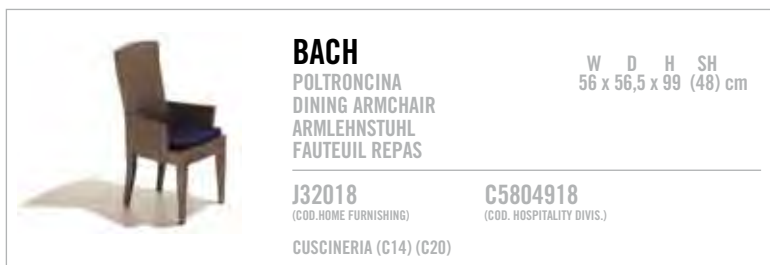 BACH
POLTRONCINA
DINING ARMCHAIR
ARMLEHNSTUHL
FAUTEUIL REPAS
W D H SH
56 x 56,5 x 99 (48) cm
J32018
(COD.HOME FURNISHING)
C5804918
(COD. HOSPITALITY DIVIS.)
CUSCINERIA (C14) (C20)